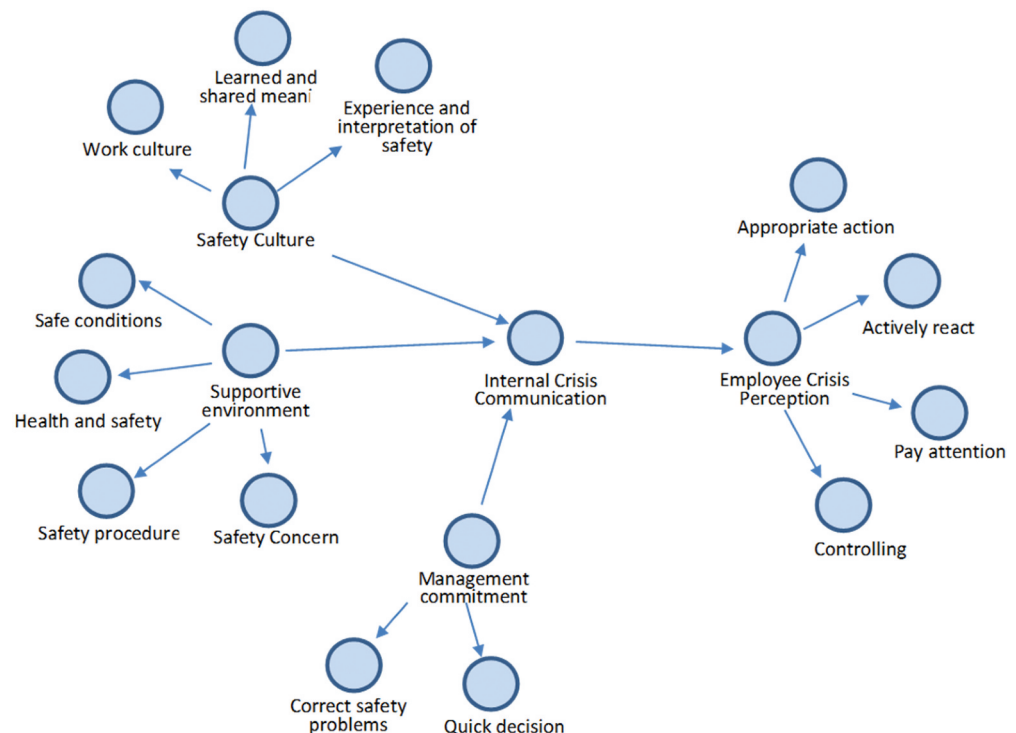 Learned and
shared meani
Experience and
interpretation of
safety
Work culture
Safety Culture
Appropriate action
Safe conditions
Actively react
Supportive
environment
Internal Crisis
Communication
Employee Crisis
Perception
Health and safety
Pay attention
Safety procedure
Safety Concern
Controlling
Management
commitment
Correct safety
problems
Quick decision